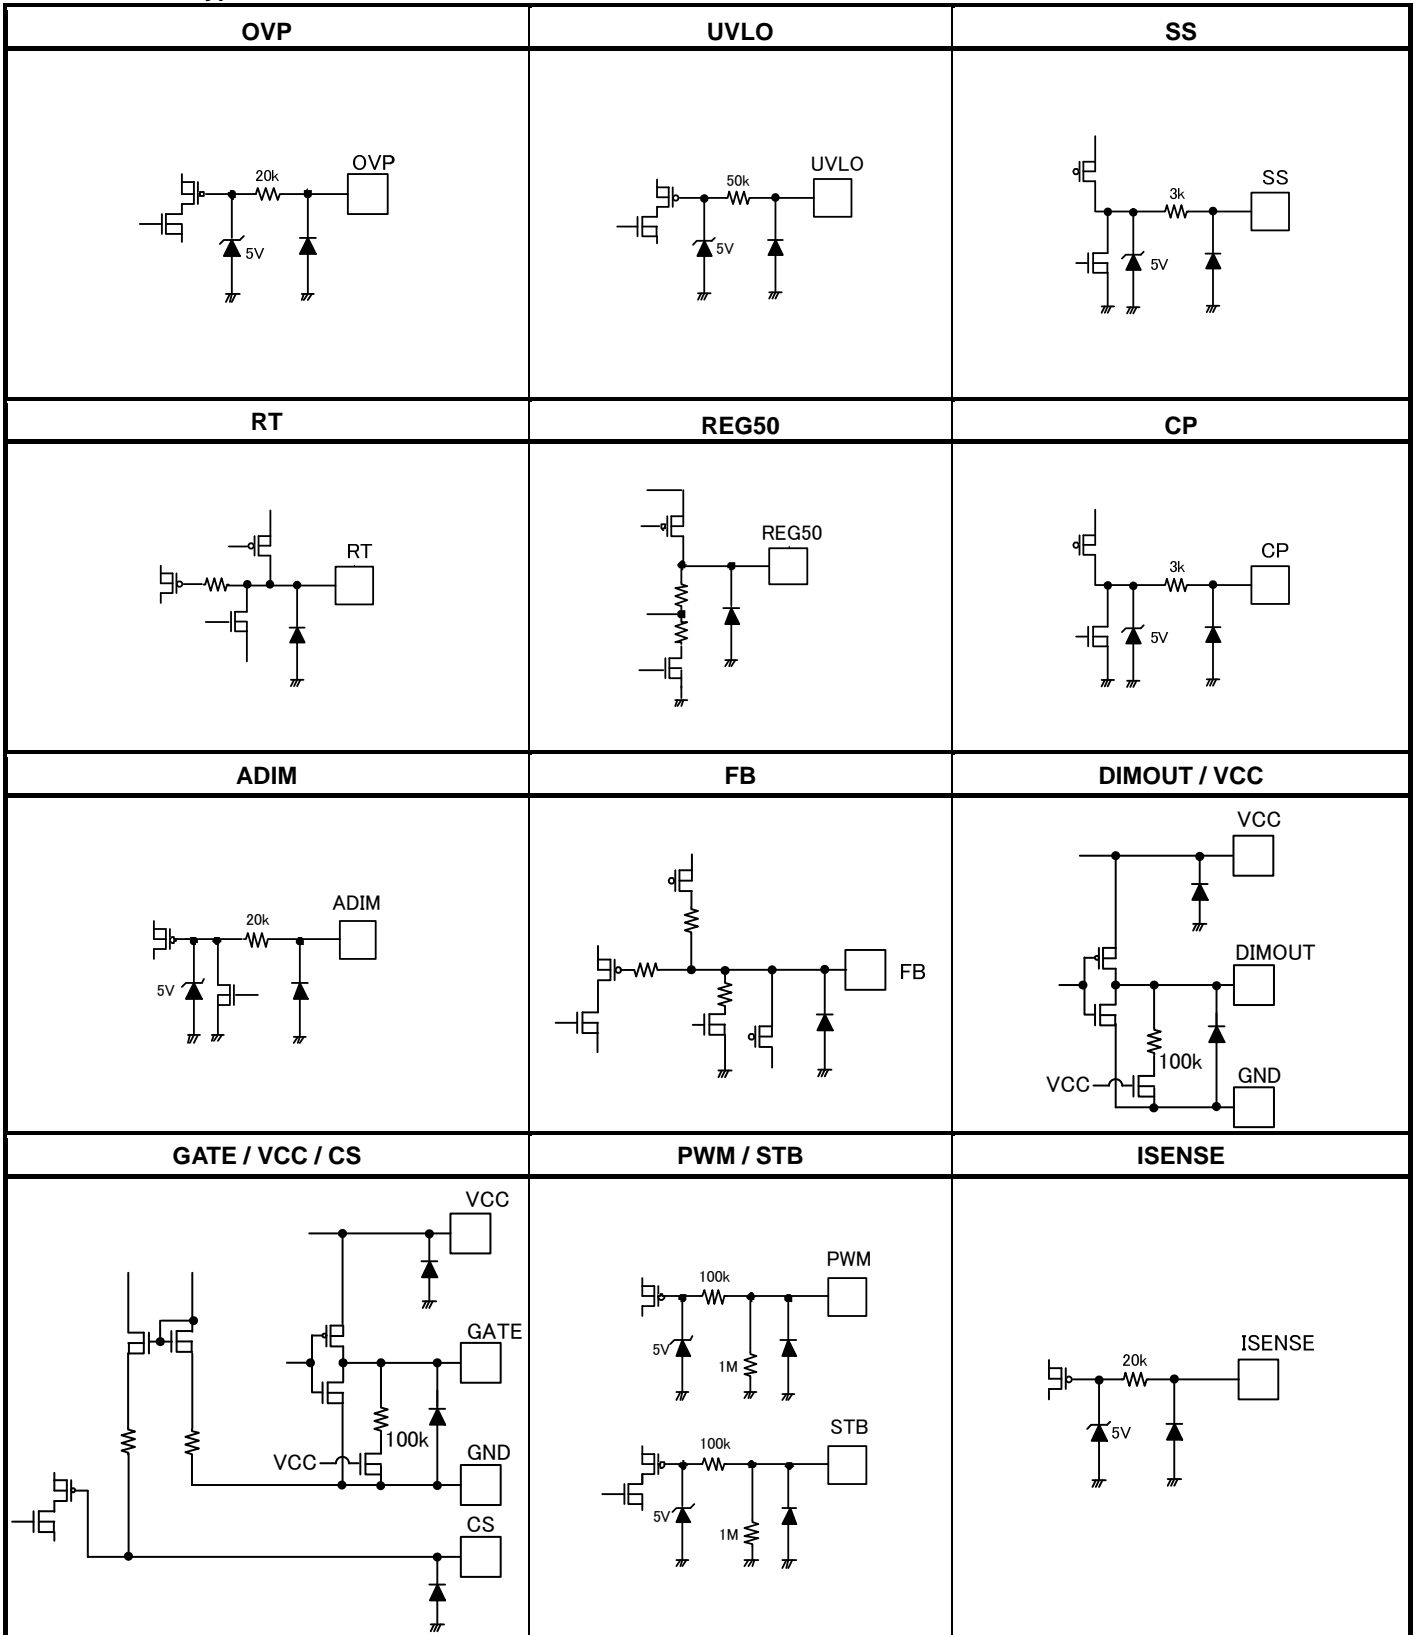 OVP
UVLO
SS
OVP
20k
5V
UVLO
50k
5V
SS
3k
5V
RT
REG50
CP
RT
REG50
CP
3k
5V
ADIM
FB
DIMOUT / VCC
ADIM
20k
5V
FB
VCC
DIMOUT
100k
VCC
GND
GATE / VCC / CS
PWM / STB
ISENSE
VCC
GATE
100k
VCC
GND
CS
PWM
100k
5V
1M
STB
100k
5V
1M
ISENSE
20k
5V